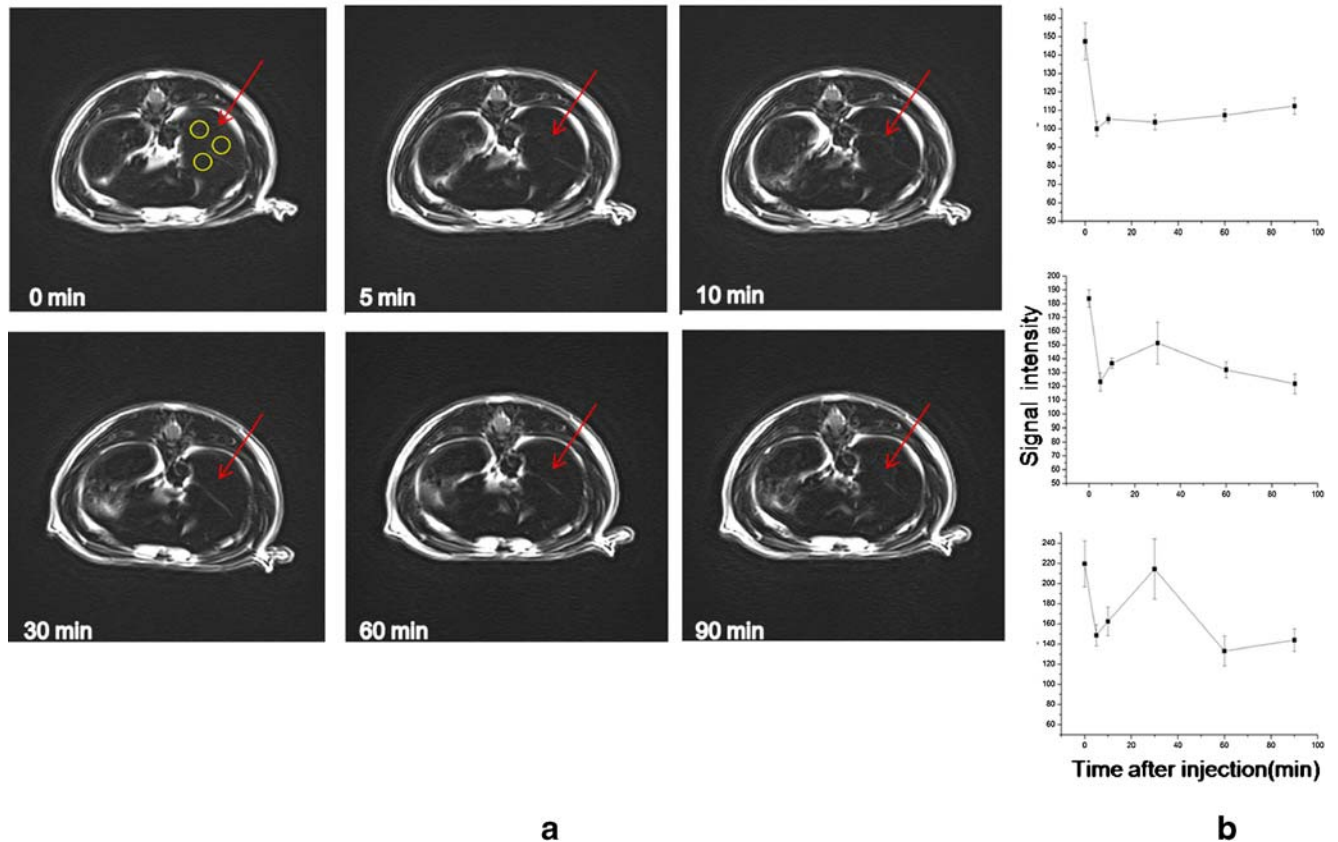 0 min
5 min
10 min
30 min
60 min
90 min
a
160
150
140
130
120
110
100
90
80
70
60
50
0 20 40 60 80 100
200
190
180
170
160
150
140
130
120
110
100
90
80
70
60
50
0 20 40 60 80 100
Signal intensity
240
220
200
180
160
140
120
100
80
60
0 20 40 60 80 100
Time after injection(min)
b